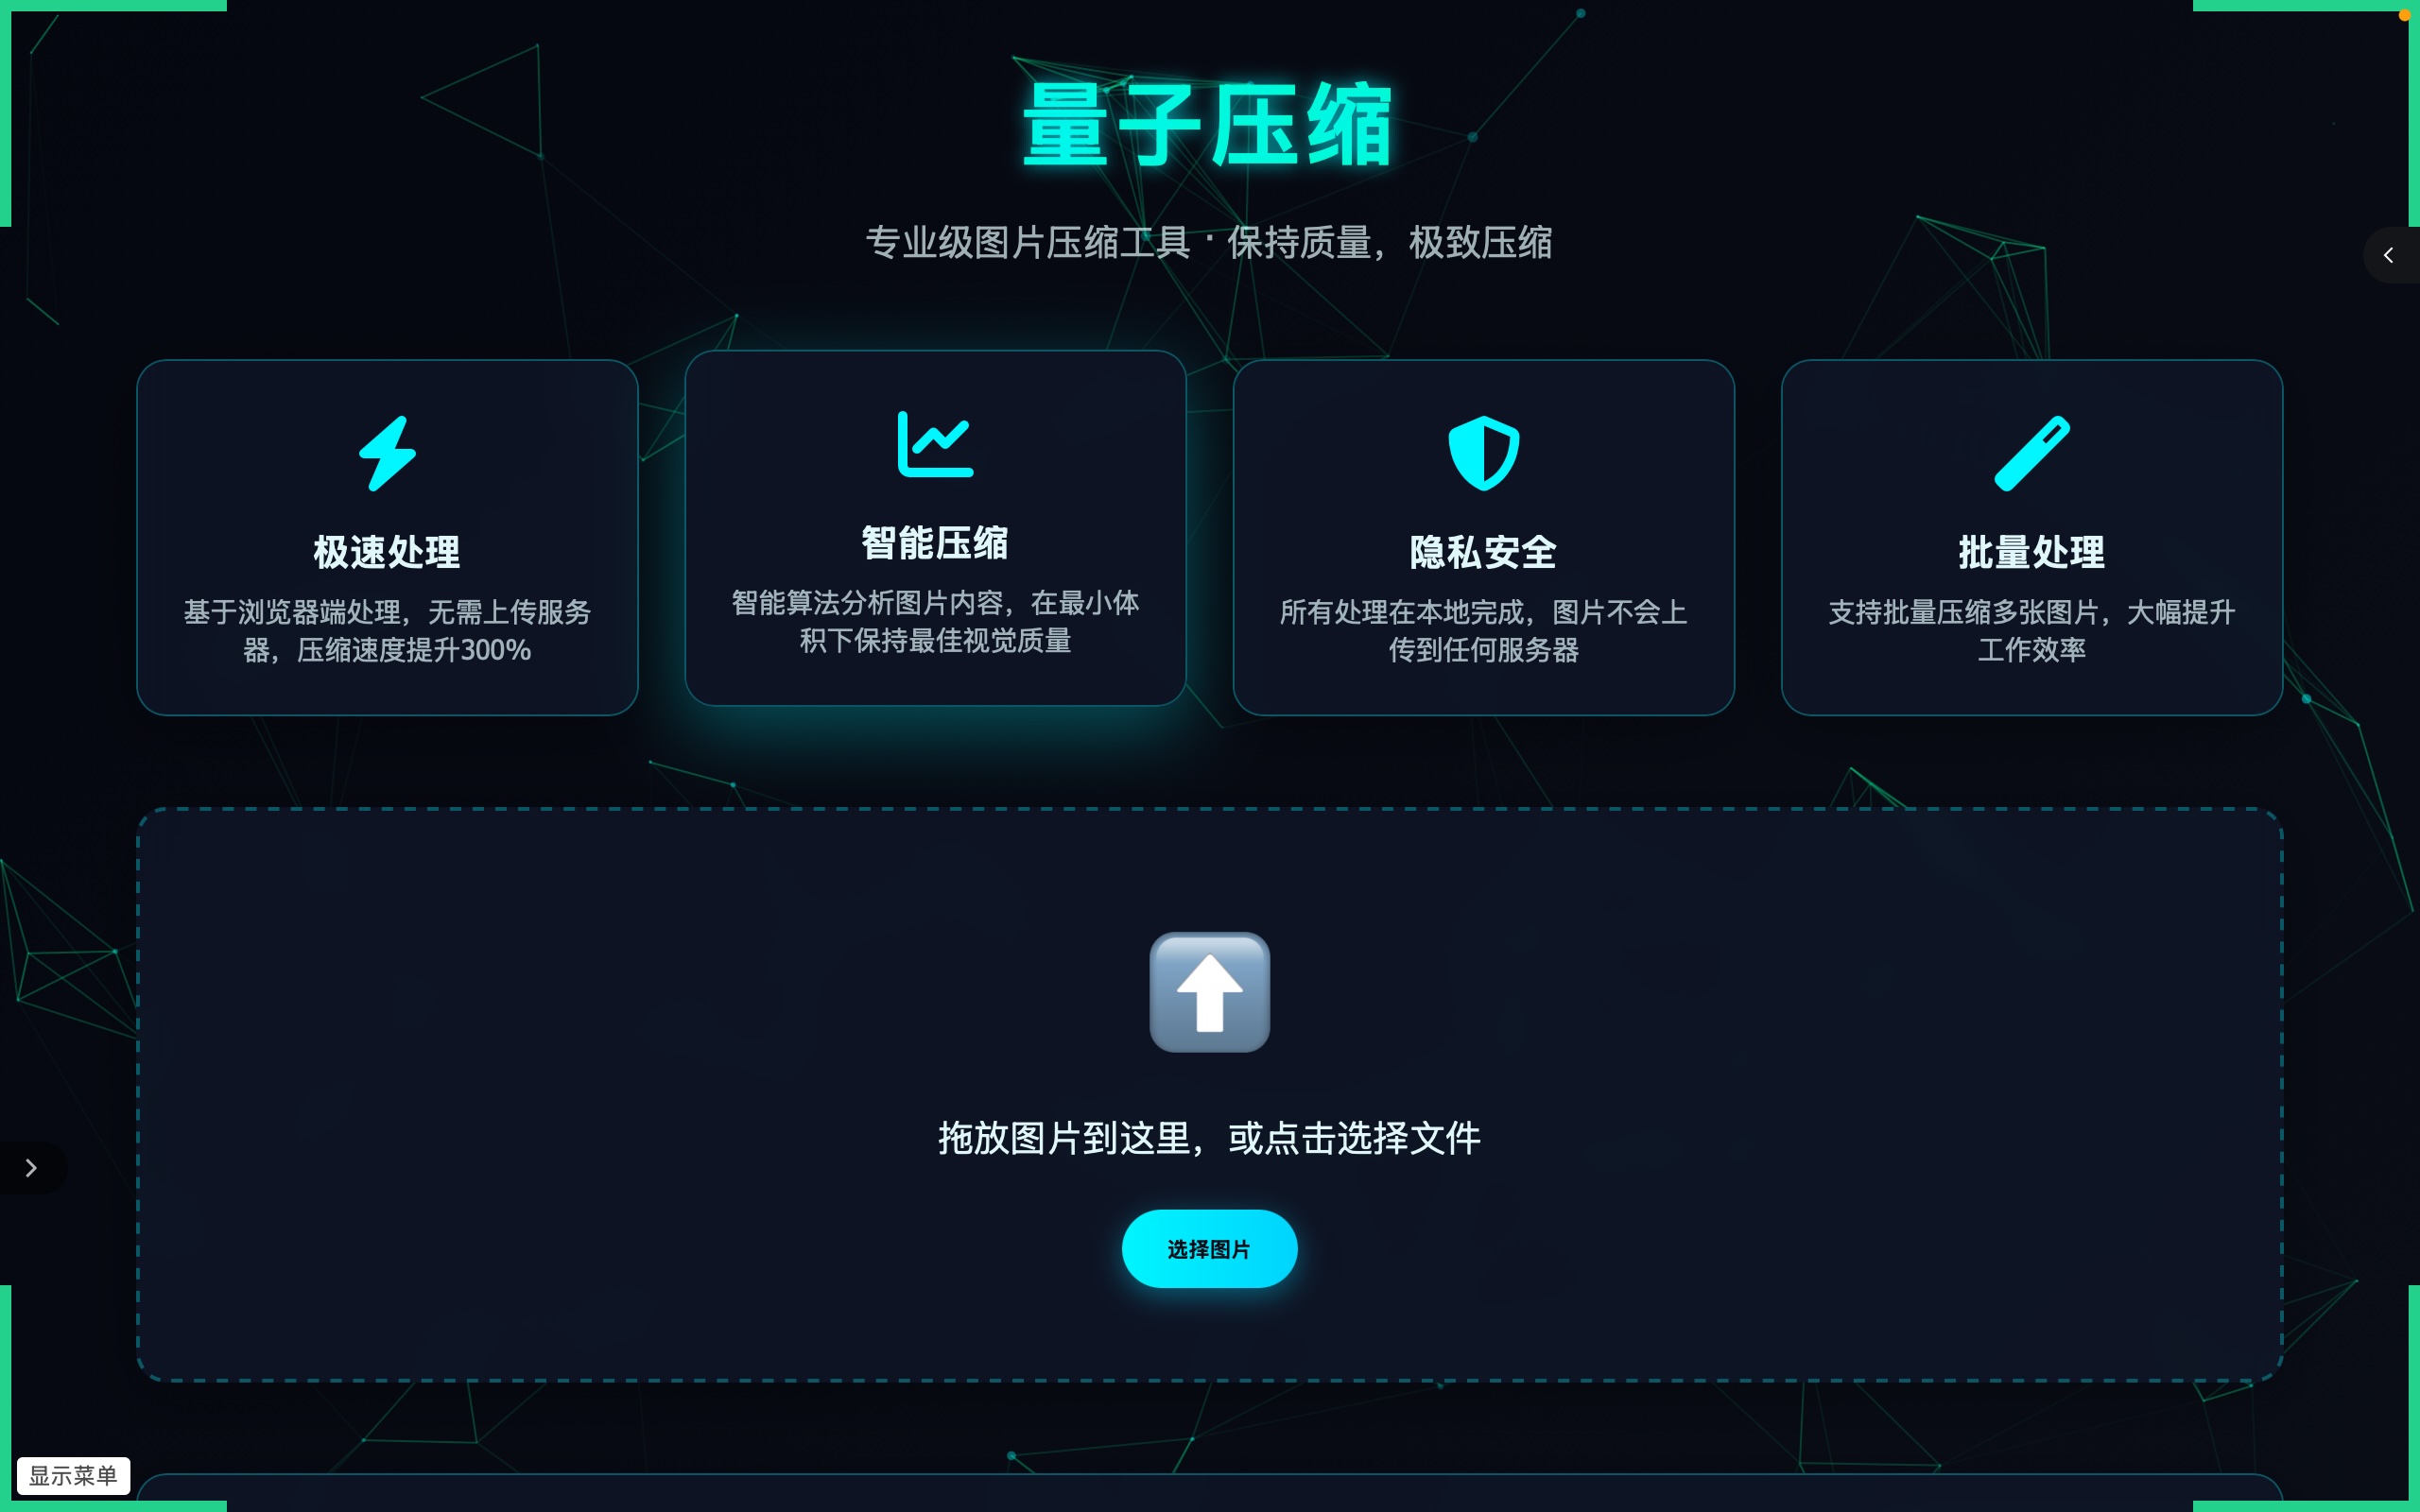 量子压缩
专业级图片压缩工具 · 保持质量，极致压缩
极速处理
基于浏览器端处理，无需上传服务
器，压缩速度提升300%
智能压缩
智能算法分析图片内容，在最小体
积下保持最佳视觉质量
隐私安全
所有处理在本地完成，图片不会上
传到任何服务器
批量处理
支持批量压缩多张图片，大幅提升
工作效率
拖放图片到这里，或点击选择文件
选择图片
显示菜单